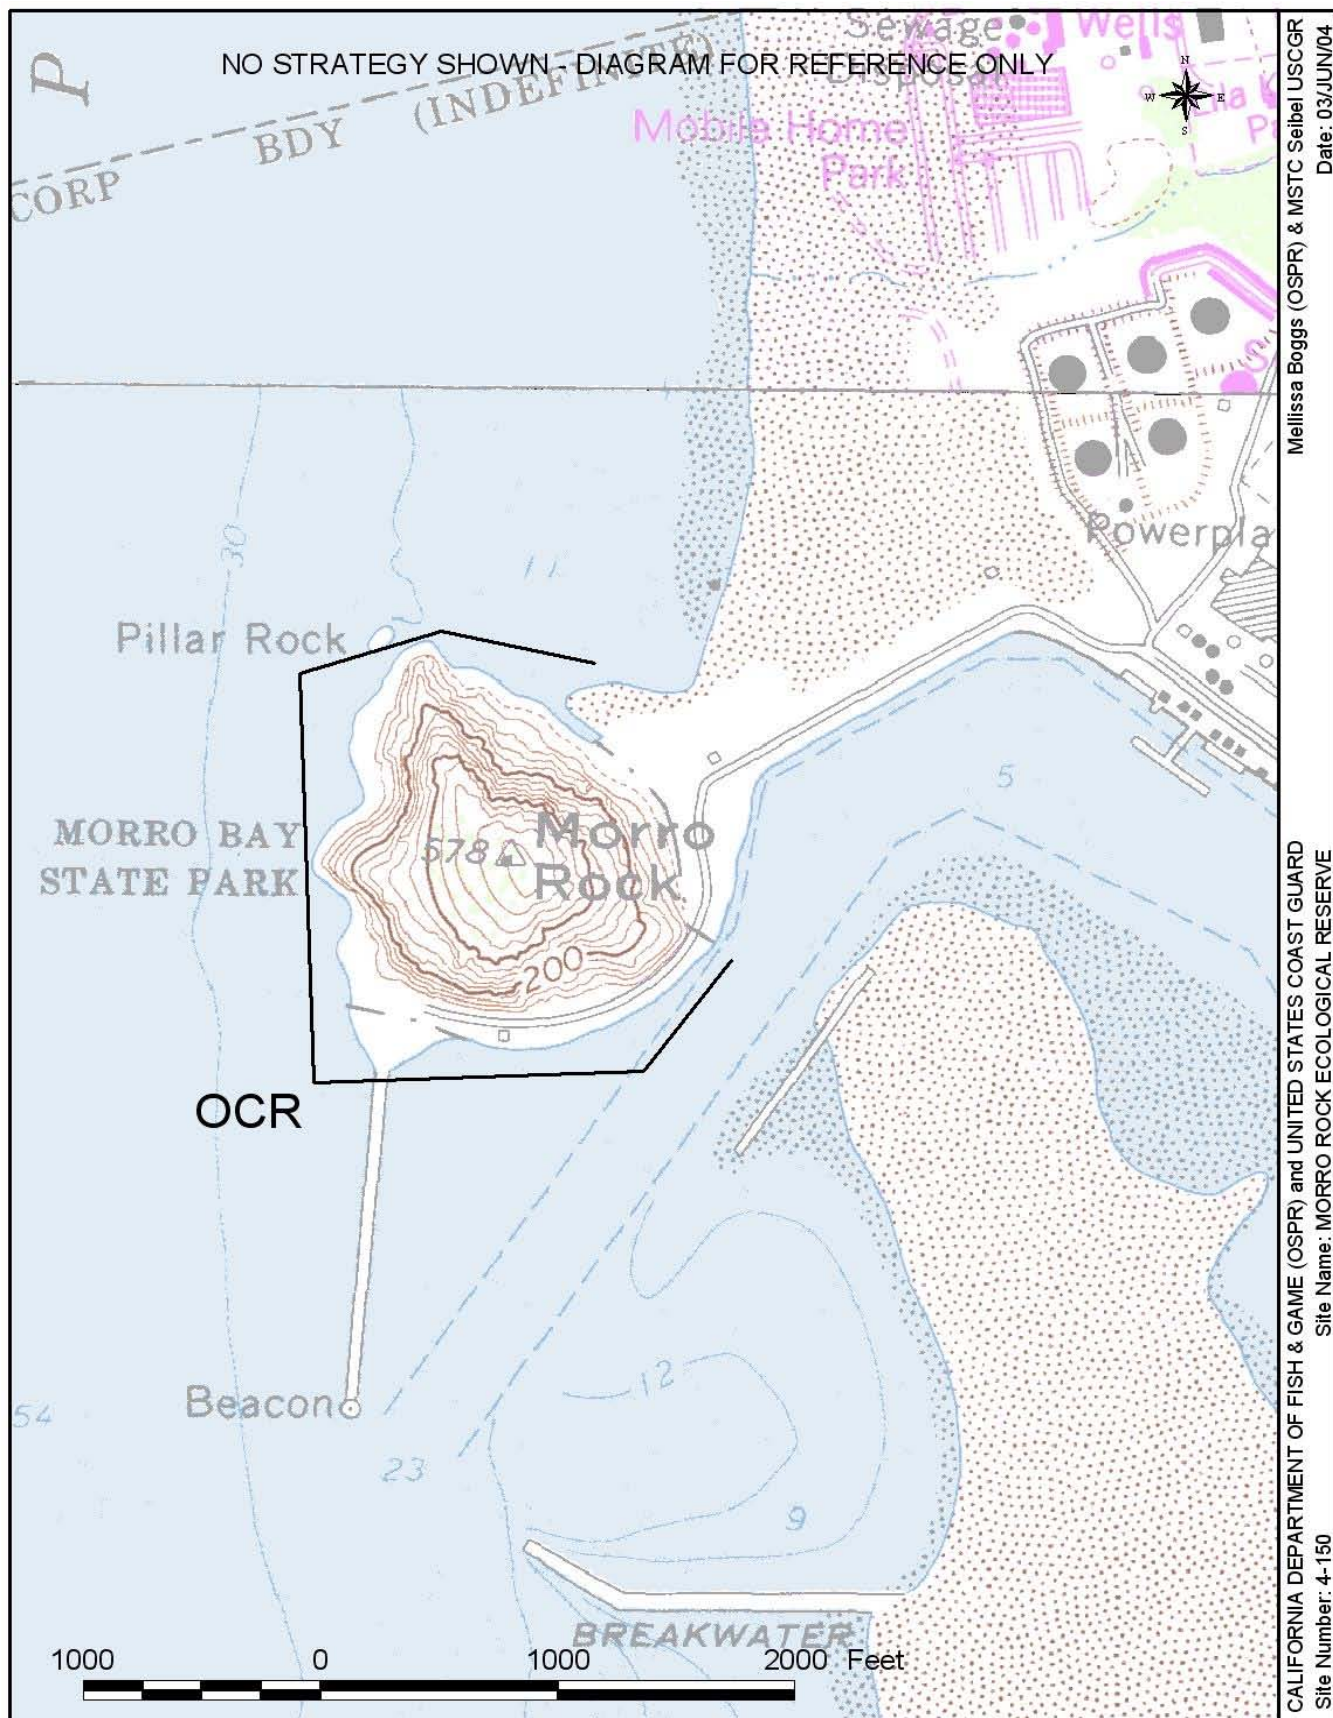 P
NO STRATEGY SHOWN - DIAGRAM FOR REFERENCE ONLY
CORP BDY (INDEFINITE)
Sewage
Disposal
Wells
N
W E
S
Mobile Home
Park
30
11
Powerpla
Pillar Rock
5
MORRO BAY
STATE PARK
578
Morro
Rock
200
OCR
12
Beacon
54
23
9
BREAKWATER
1000 0 1000 2000 Feet
CALIFORNIA DEPARTMENT OF FISH & GAME (OSPR) and UNITED STATES COAST GUARD
Mellissa Boggs (OSPR) & MSTC Seibel USCGR
Site Number: 4-150
Site Name: MORRO ROCK ECOLOGICAL RESERVE
Date: 03/JUN/04